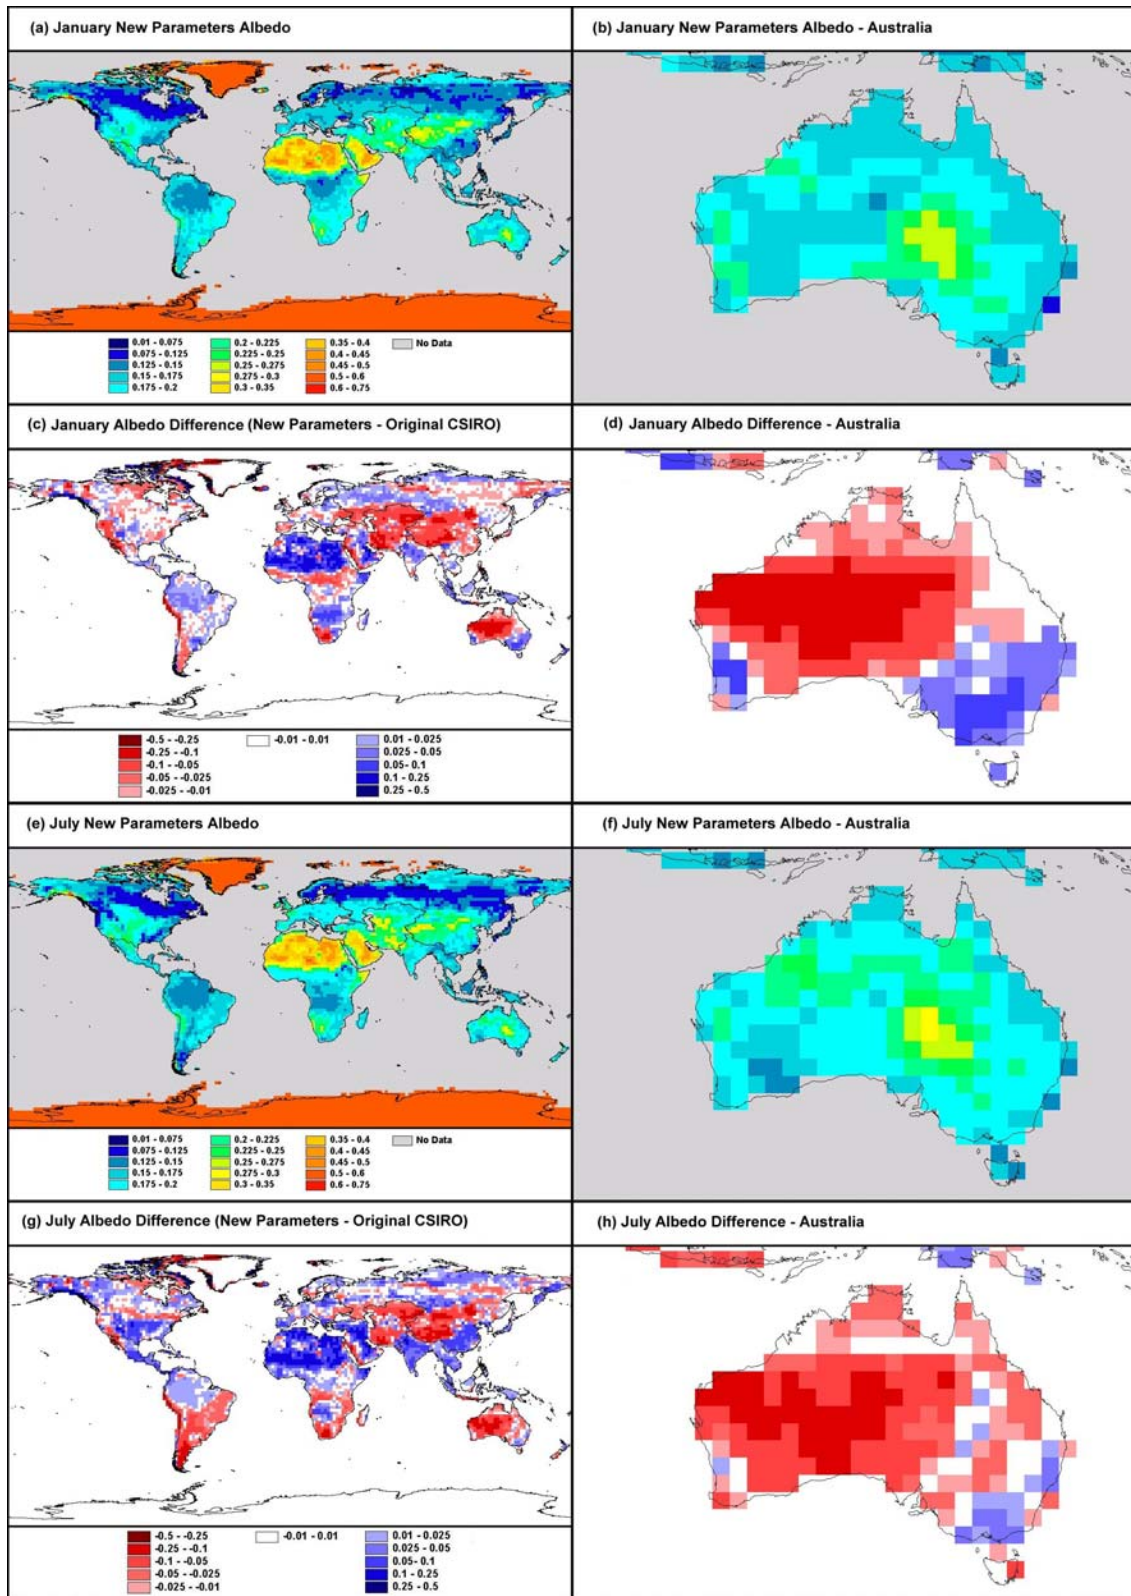 (a) January New Parameters Albedo
(b) January New Parameters Albedo - Australia
0.01 - 0.075
0.075 - 0.125
0.125 - 0.15
0.15 - 0.175
0.175 - 0.2
0.2 - 0.225
0.225 - 0.25
0.25 - 0.275
0.275 - 0.3
0.3 - 0.35
0.35 - 0.4
0.4 - 0.45
0.45 - 0.5
0.5 - 0.6
0.6 - 0.75
No Data
(c) January Albedo Difference (New Parameters - Original CSIRO)
(d) January Albedo Difference - Australia
-0.5 - -0.25
-0.25 - -0.1
-0.1 - -0.05
-0.05 - -0.025
-0.025 - -0.01
-0.01 - 0.01
0.01 - 0.025
0.025 - 0.05
0.05- 0.1
0.1 - 0.25
0.25 - 0.5
(e) July New Parameters Albedo
(f) July New Parameters Albedo - Australia
0.01 - 0.075
0.075 - 0.125
0.125 - 0.15
0.15 - 0.175
0.175 - 0.2
0.2 - 0.225
0.225 - 0.25
0.25 - 0.275
0.275 - 0.3
0.3 - 0.35
0.35 - 0.4
0.4 - 0.45
0.45 - 0.5
0.5 - 0.6
0.6 - 0.75
No Data
(g) July Albedo Difference (New Parameters - Original CSIRO)
(h) July Albedo Difference - Australia
-0.5 - -0.25
-0.25 - -0.1
-0.1 - -0.05
-0.05 - -0.025
-0.025 - -0.01
-0.01 - 0.01
0.01 - 0.025
0.025 - 0.05
0.05- 0.1
0.1 - 0.25
0.25 - 0.5